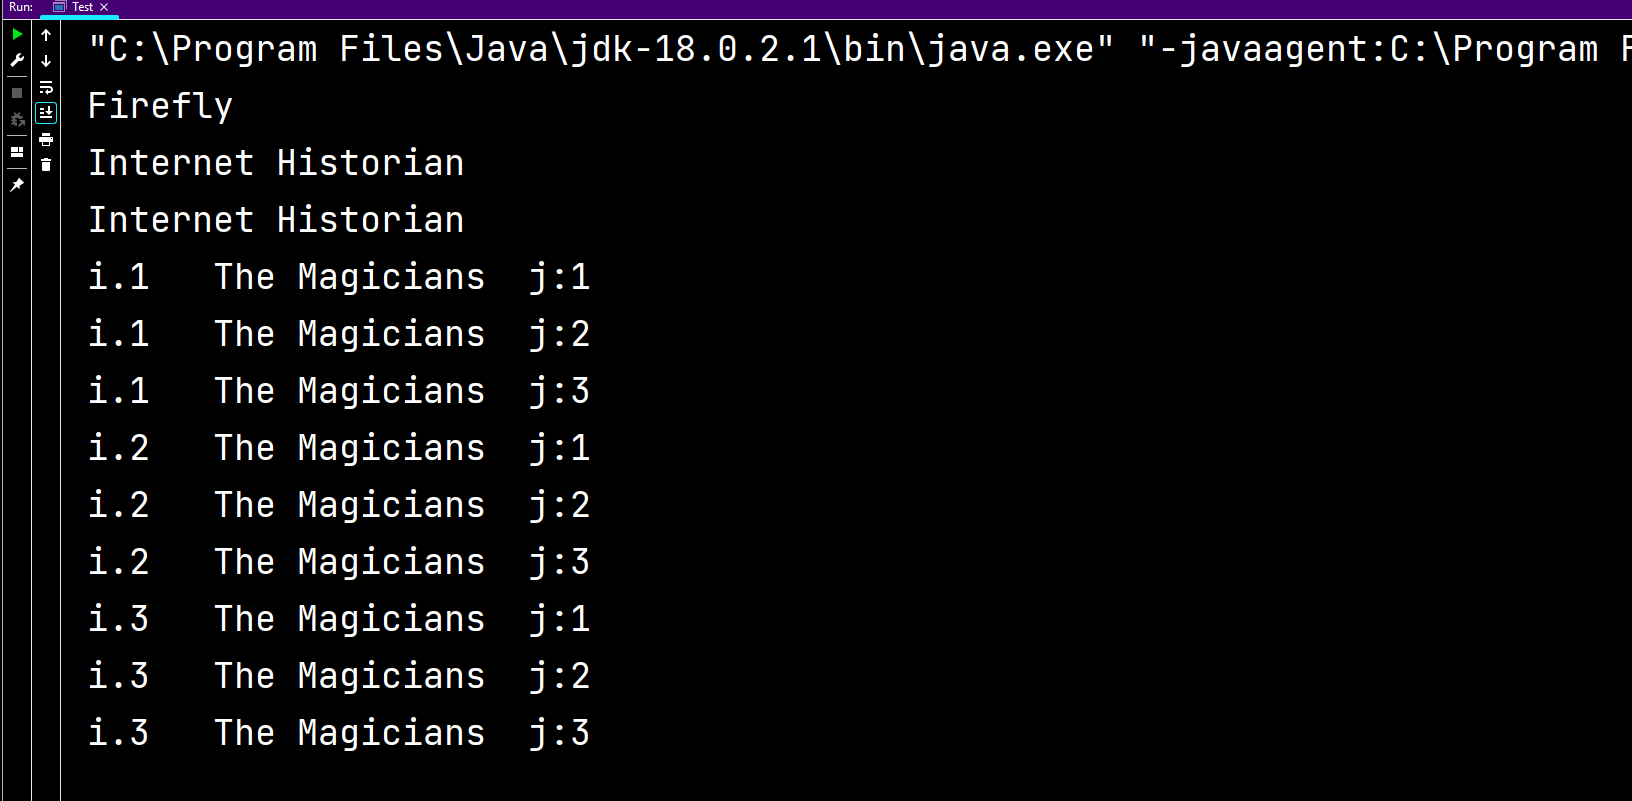 Run: Test
"C:\Program Files\Java\jdk-18.0.2.1\bin\java.exe" "-javaagent:C:\Program F
Firefly
Internet Historian
Internet Historian
i.1   The Magicians  j:1
i.1   The Magicians  j:2
i.1   The Magicians  j:3
i.2   The Magicians  j:1
i.2   The Magicians  j:2
i.2   The Magicians  j:3
i.3   The Magicians  j:1
i.3   The Magicians  j:2
i.3   The Magicians  j:3